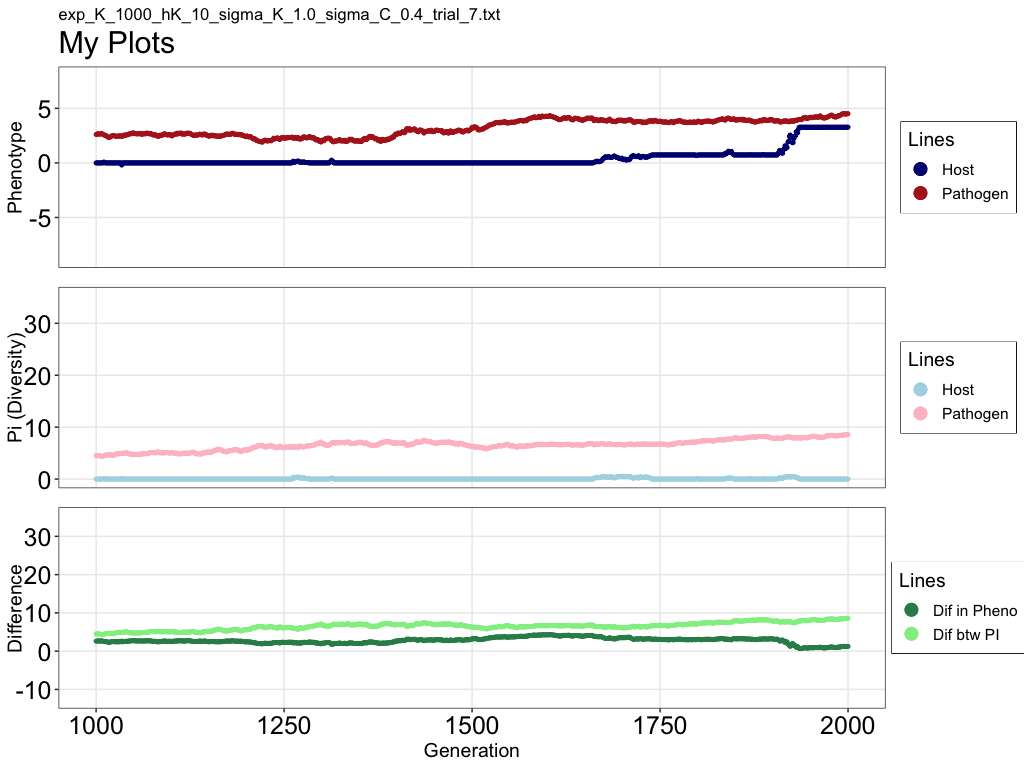 exp_K_1000_hK_10_sigma_K_1.0_sigma_C_0.4_trial_7.txt
My Plots
Phenotype
5
0
-5
Lines
Host
Pathogen
Pi (Diversity)
30
20
10
0
Lines
Host
Pathogen
Difference
30
20
10
0
-10
Lines
Dif in Pheno
Dif btw PI
1000 1250 1500 1750 2000
Generation